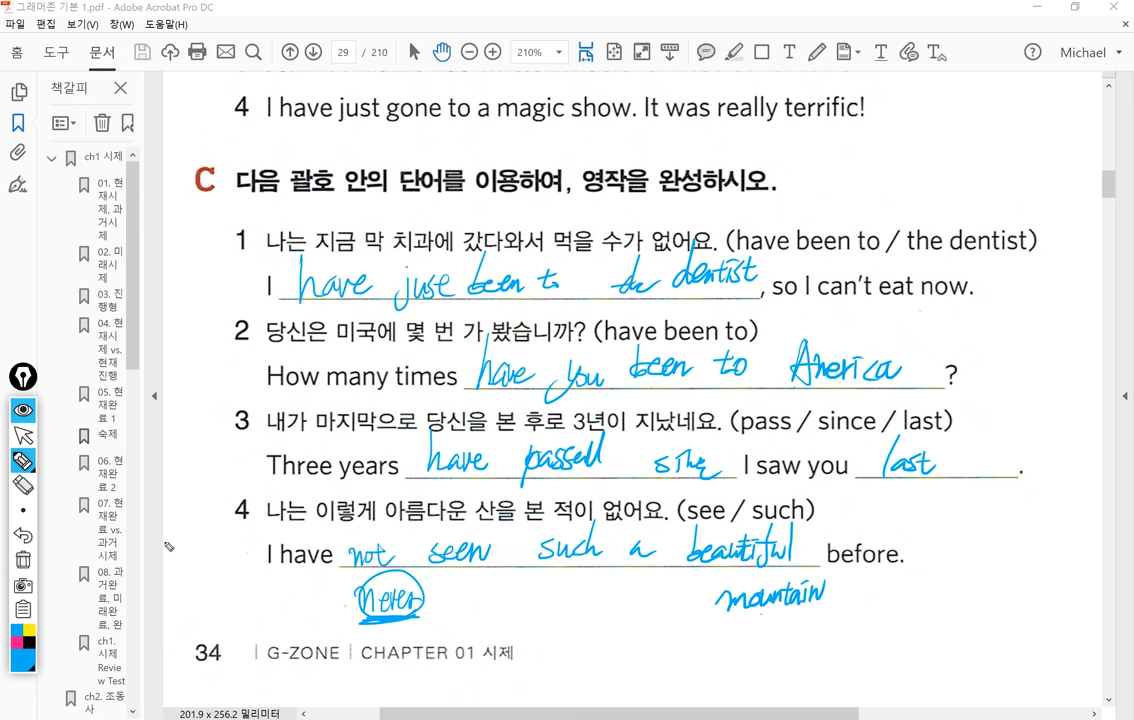 그래머존 기본 1.pdf - Adobe Acrobat Pro DC
파일 편집 보기(V) 창(W) 도움말(H)
홈 도구 문서 29 / 210 210% Michael
책갈피
ch1 시제
01. 현재시제, 과거시제
02. 미래시제
03. 진행형
04. 현재시제 vs. 현재진행
05. 현재완료 1
숙제
06. 현재완료 2
07. 현재완료 vs. 과거시제
08. 과거완료, 미래완료, 완
ch1. 시제 Review Test
ch2. 조동사
4 I have just gone to a magic show. It was really terrific!
C 다음 괄호 안의 단어를 이용하여, 영작을 완성하시오.
1 나는 지금 막 치과에 갔다와서 먹을 수가 없어요. (have been to / the dentist)
I have just been to the dentist, so I can't eat now.
2 당신은 미국에 몇 번 가 봤습니까? (have been to)
How many times have you been to America ?
3 내가 마지막으로 당신을 본 후로 3년이 지났네요. (pass / since / last)
Three years have passed since I saw you last .
4 나는 이렇게 아름다운 산을 본 적이 없어요. (see / such)
I have not seen such a beautiful before.
never mountain
34 | G-ZONE | CHAPTER 01 시제
201.9 x 256.2 밀리미터